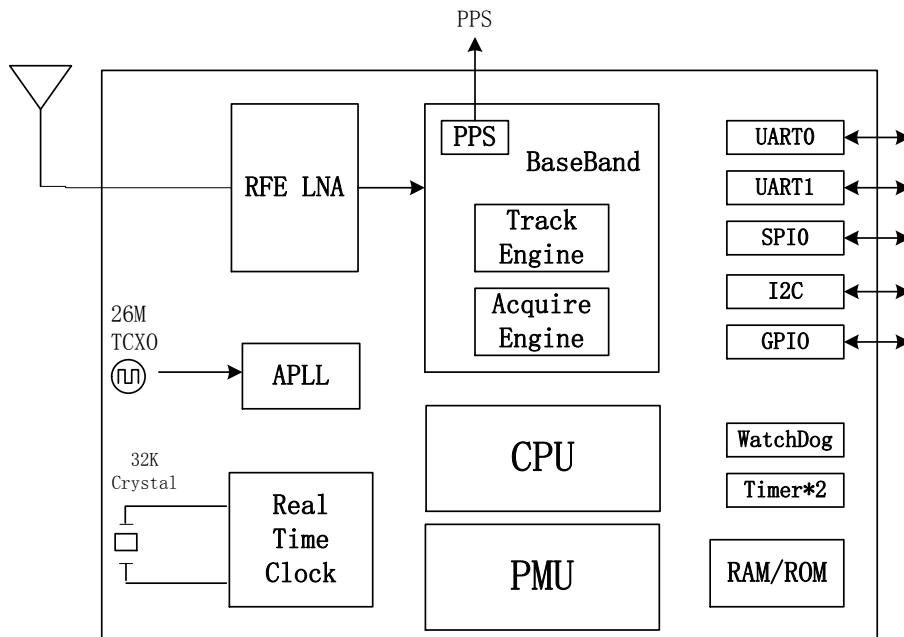 PPS
PPS
BaseBand
RFE LNA
Track
Engine
Acquire
Engine
UART0
UART1
SPI0
I2C
GPIO
26M
TCXO
APLL
CPU
WatchDog
Timer*2
32K
Crystal
Real
Time
Clock
PMU
RAM/ROM